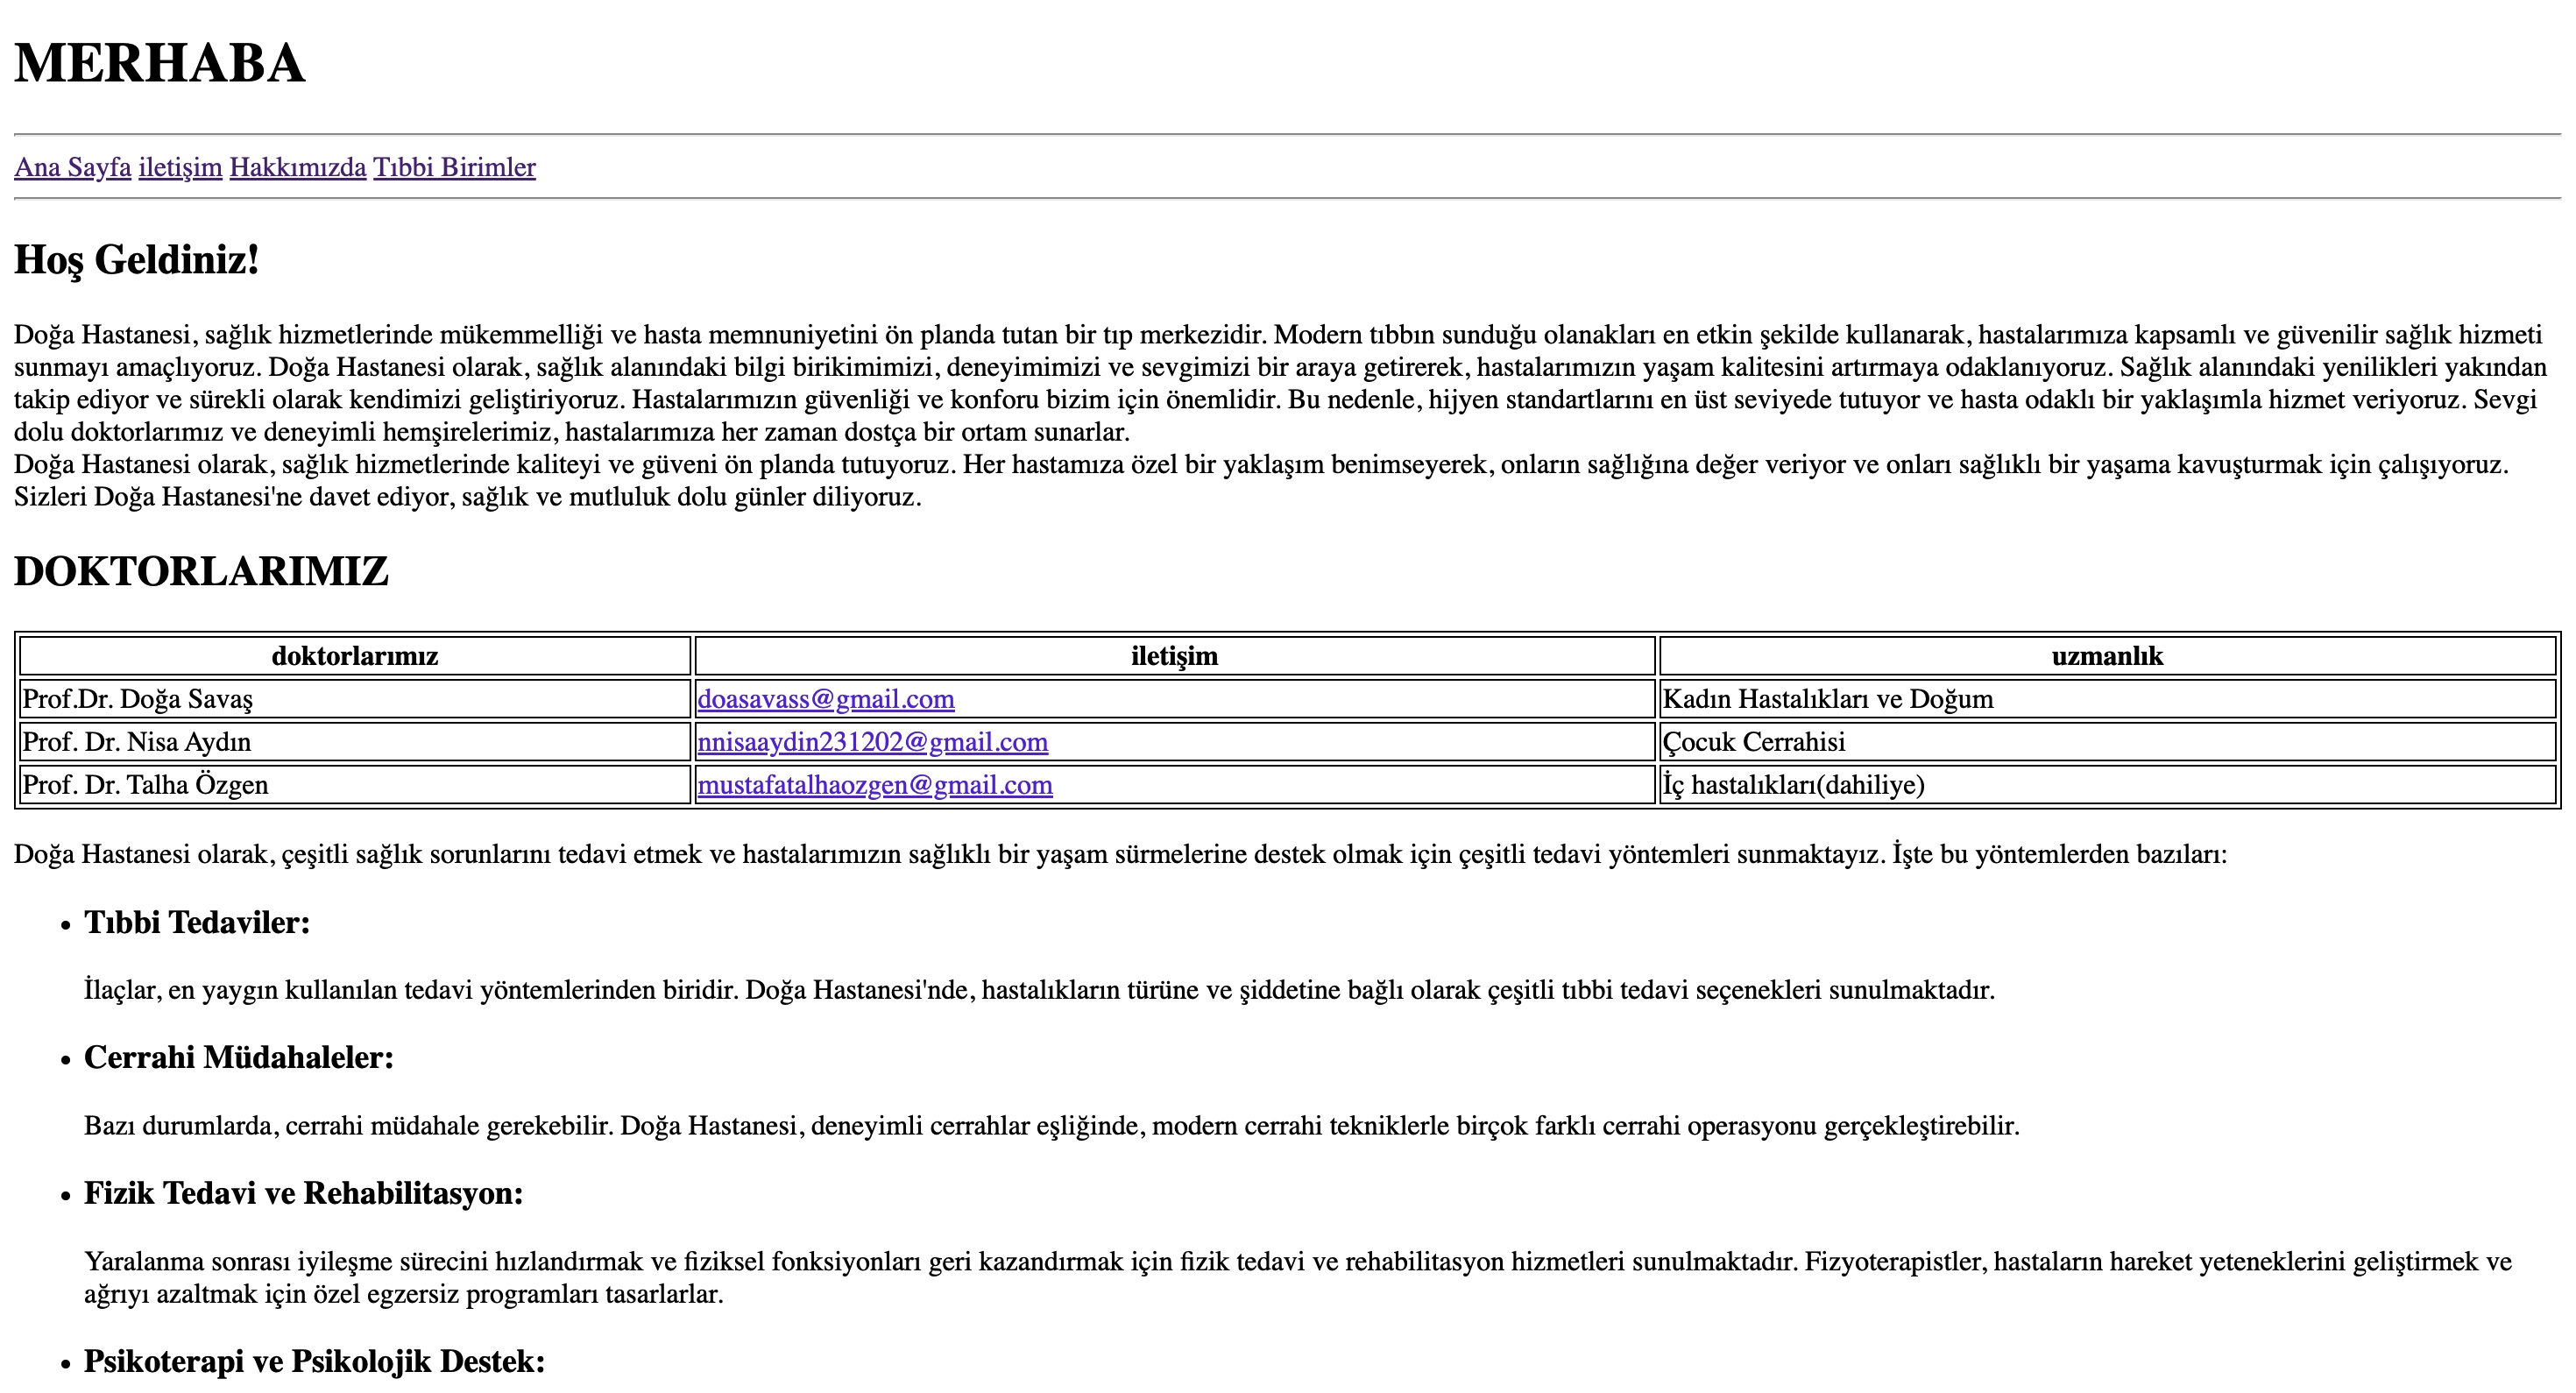 MERHABA
Ana Sayfa iletişim Hakkımızda Tıbbi Birimler
Hoş Geldiniz!
Doğa Hastanesi, sağlık hizmetlerinde mükemmelliği ve hasta memnuniyetini ön planda tutan bir tıp merkezidir. Modern tıbbın sunduğu olanakları en etkin şekilde kullanarak, hastalarımıza kapsamlı ve güvenilir sağlık hizmeti
sunmayı amaçlıyoruz. Doğa Hastanesi olarak, sağlık alanındaki bilgi birikimimizi, deneyimimizi ve sevgimizi bir araya getirerek, hastalarımızın yaşam kalitesini artırmaya odaklanıyoruz. Sağlık alanındaki yenilikleri yakından
takip ediyor ve sürekli olarak kendimizi geliştiriyoruz. Hastalarımızın güvenliği ve konforu bizim için önemlidir. Bu nedenle, hijyen standartlarını en üst seviyede tutuyor ve hasta odaklı bir yaklaşımla hizmet veriyoruz. Sevgi
dolu doktorlarımız ve deneyimli hemşirelerimiz, hastalarımıza her zaman dostça bir ortam sunarlar.
Doğa Hastanesi olarak, sağlık hizmetlerinde kaliteyi ve güveni ön planda tutuyoruz. Her hastamıza özel bir yaklaşım benimseyerek, onların sağlığına değer veriyor ve onları sağlıklı bir yaşama kavuşturmak için çalışıyoruz.
Sizleri Doğa Hastanesi'ne davet ediyor, sağlık ve mutluluk dolu günler diliyoruz.
DOKTORLARIMIZ
doktorlarımız iletişim uzmanlık
Prof.Dr. Doğa Savaş doasavass@gmail.com Kadın Hastalıkları ve Doğum
Prof. Dr. Nisa Aydın nnisaaydin231202@gmail.com Çocuk Cerrahisi
Prof. Dr. Talha Özgen mustafatalhaozgen@gmail.com İç hastalıkları(dahiliye)
Doğa Hastanesi olarak, çeşitli sağlık sorunlarını tedavi etmek ve hastalarımızın sağlıklı bir yaşam sürmelerine destek olmak için çeşitli tedavi yöntemleri sunmaktayız. İşte bu yöntemlerden bazıları:
• Tıbbi Tedaviler:
İlaçlar, en yaygın kullanılan tedavi yöntemlerinden biridir. Doğa Hastanesi'nde, hastalıkların türüne ve şiddetine bağlı olarak çeşitli tıbbi tedavi seçenekleri sunulmaktadır.
• Cerrahi Müdahaleler:
Bazı durumlarda, cerrahi müdahale gerekebilir. Doğa Hastanesi, deneyimli cerrahlar eşliğinde, modern cerrahi tekniklerle birçok farklı cerrahi operasyonu gerçekleştirebilir.
• Fizik Tedavi ve Rehabilitasyon:
Yaralanma sonrası iyileşme sürecini hızlandırmak ve fiziksel fonksiyonları geri kazandırmak için fizik tedavi ve rehabilitasyon hizmetleri sunulmaktadır. Fizyoterapistler, hastaların hareket yeteneklerini geliştirmek ve
ağrıyı azaltmak için özel egzersiz programları tasarlarlar.
• Psikoterapi ve Psikolojik Destek: